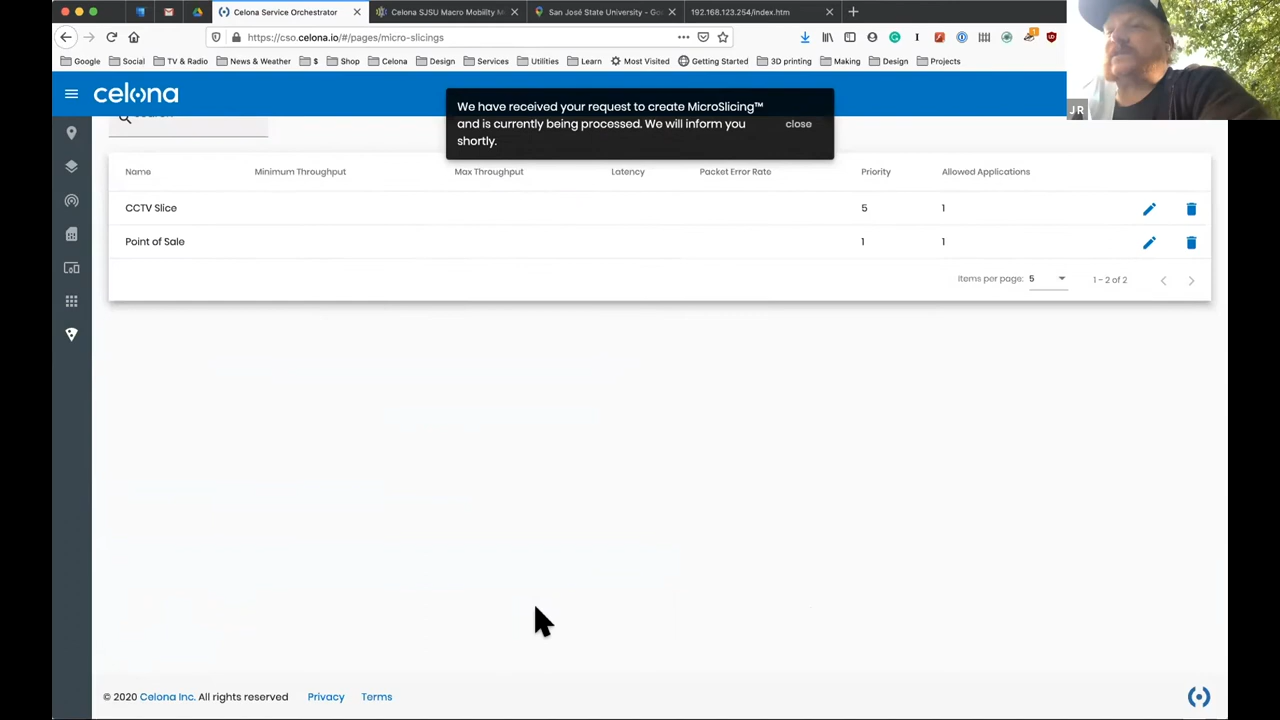 Celona Service Orchestrator
Celona SJSU Macro Mobility M
San José State University - Go
192.168.123.254/index.htm
https://cso.celona.io/#/pages/micro-slicings
Google
Social
TV & Radio
News & Weather
$
Shop
Celona
Design
Services
Utilities
Learn
Most Visited
Getting Started
3D printing
Making
Design
Projects
celona
JR
We have received your request to create MicroSlicing™
and is currently being processed. We will inform you
shortly.
close
Name Minimum Throughput Max Throughput Latency Packet Error Rate Priority Allowed Applications
CCTV Slice 5 1
Point of Sale 1 1
Items per page: 5 1 – 2 of 2
© 2020 Celona Inc. All rights reserved Privacy Terms